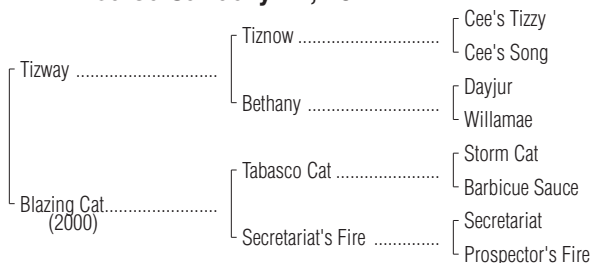 Cee's Tizzy
Tiznow
Cee's Song
Tizway
Dayjur
Bethany
Willamae
Storm Cat
Tabasco Cat
Barbicue Sauce
Blazing Cat
(2000)
Secretariat
Secretariat's Fire
Prospector's Fire